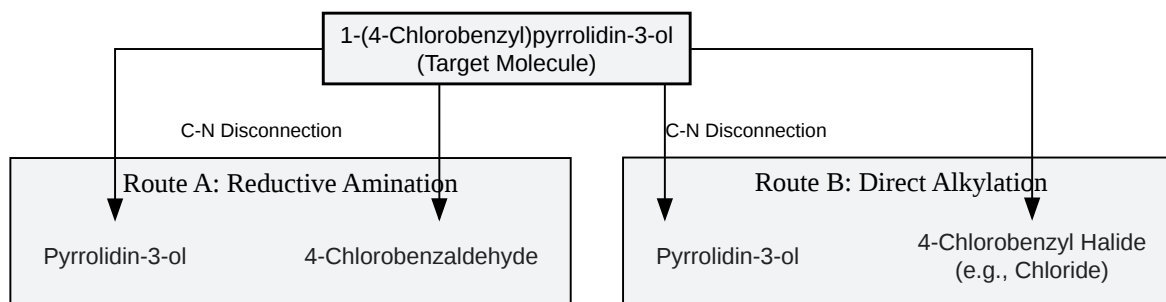 1-(4-Chlorobenzyl)pyrrolidin-3-ol
(Target Molecule)
C-N Disconnection
C-N Disconnection
Route A: Reductive Amination
Pyrrolidin-3-ol
4-Chlorobenzaldehyde
Route B: Direct Alkylation
Pyrrolidin-3-ol
4-Chlorobenzyl Halide
(e.g., Chloride)